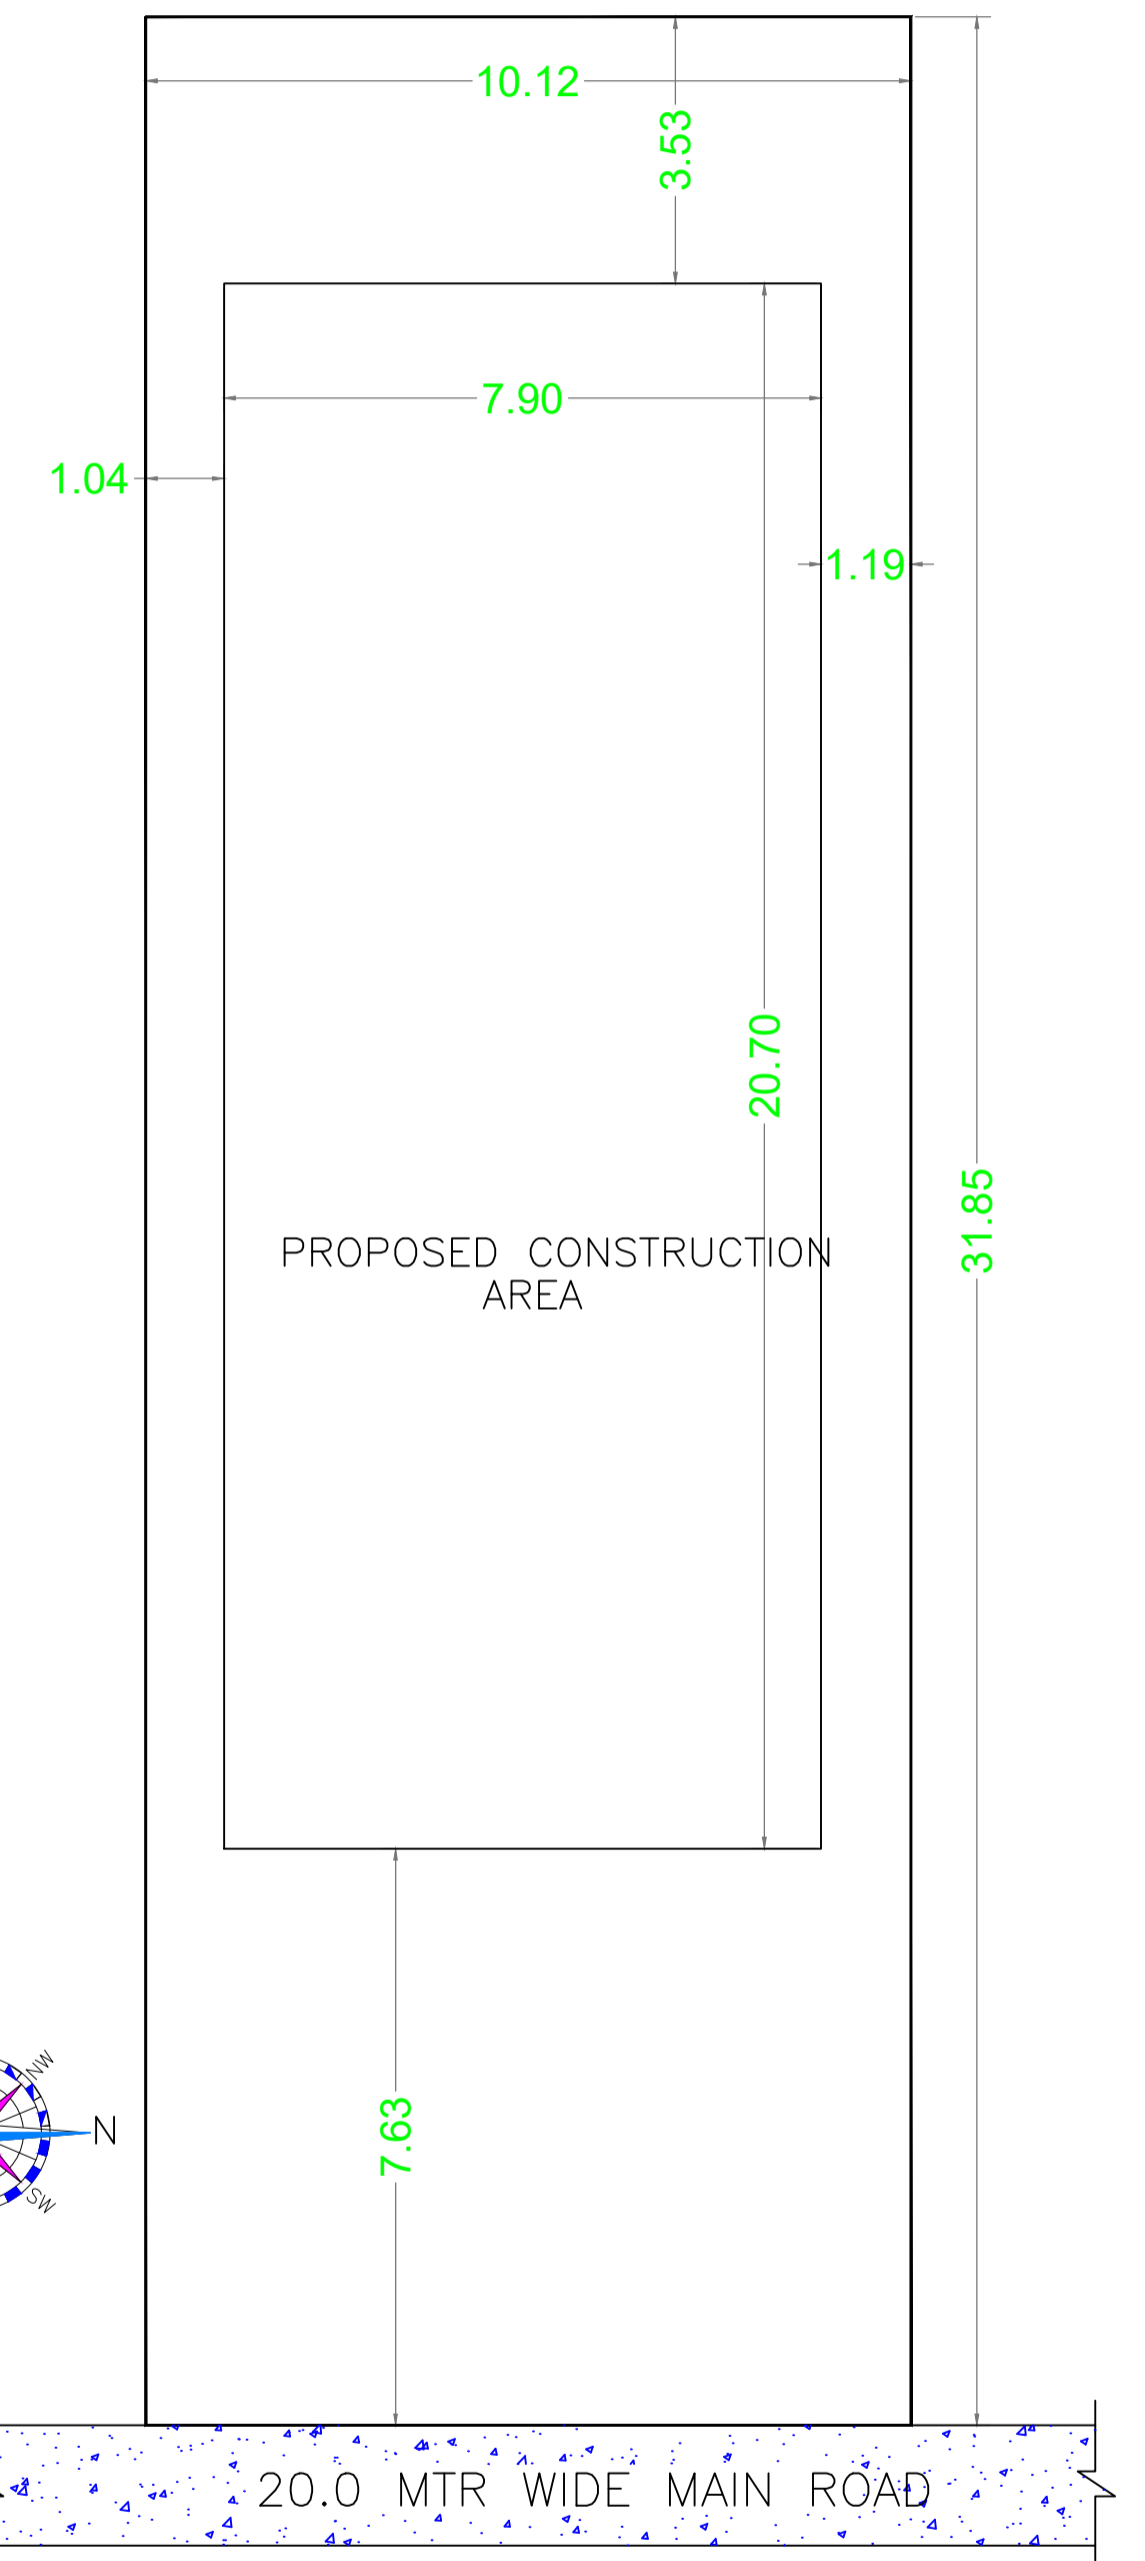 10.12
3.53
7.90
1.04
1.19
20.70
31.85
PROPOSED CONSTRUCTION
AREA
NW
N
SW
7.63
20.0 MTR WIDE MAIN ROAD